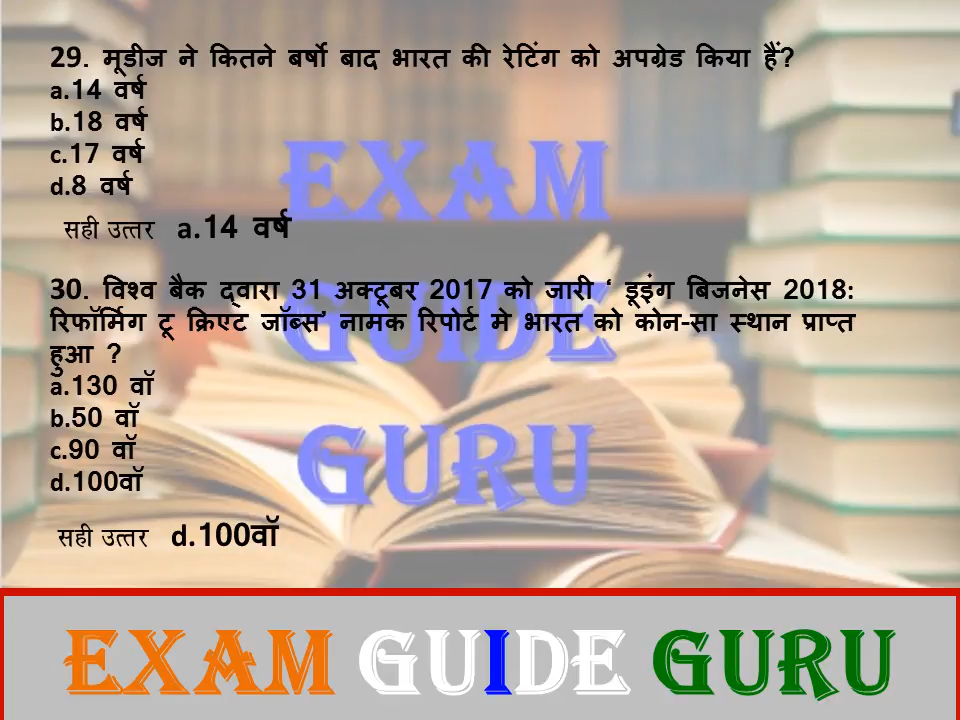 29. मूडीज ने कितने बर्षो बाद भारत की रेटिंग को अपग्रेड किया हैं?
a.14 वर्ष
b.18 वर्ष
c.17 वर्ष
d.8 वर्ष
सही उत्तर a.14 वर्ष
EXAM
30. विश्व बैक द्वारा 31 अक्टूबर 2017 को जारी ‘ डूइंग बिजनेस 2018:
GUIDE
रिफॉर्मिग टू क्रिएट जॉब्स’ नामक रिपोर्ट मे भारत को कोन-सा स्थान प्राप्त
हुआ ?
a.130 वॉ
b.50 वॉ
c.90 वॉ
GURU
d.100वॉ
सही उत्तर d.100वॉ
EXAM GUIDE GURU